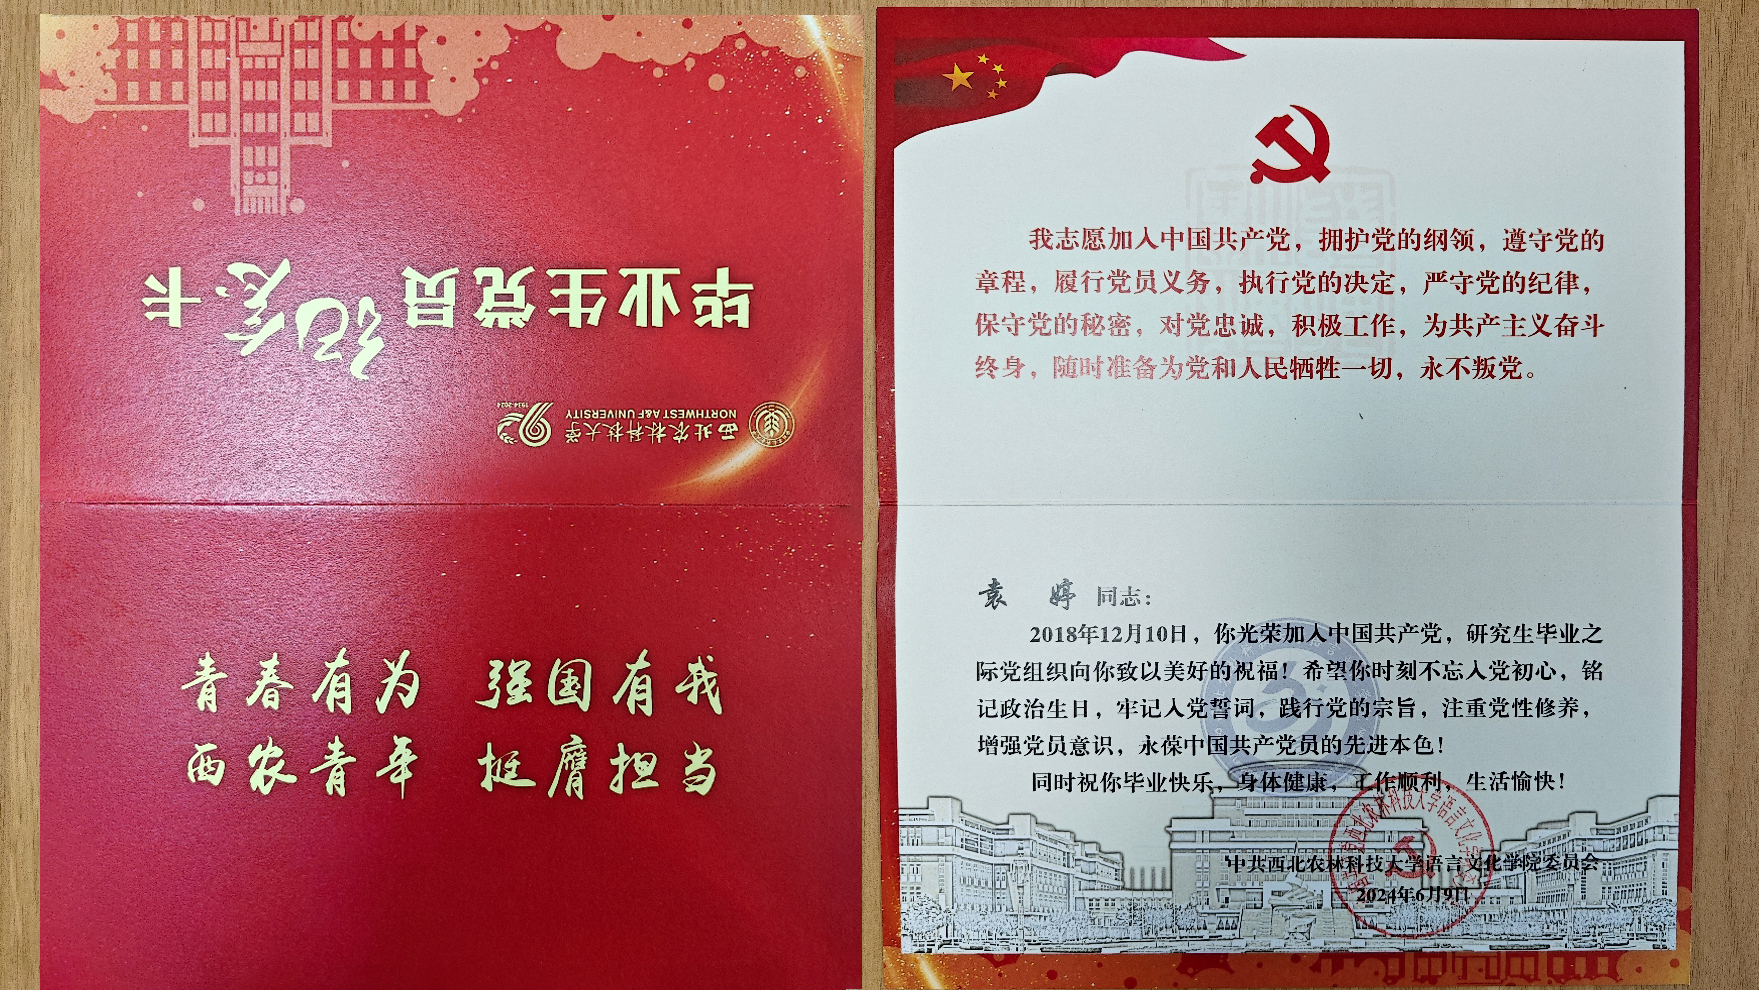 毕业生党员纪念卡
西北农林科技大学
NORTHWEST A&F UNIVERSITY
1934-2024
青春有为 强国有我
西农青年 挺膺担当
我志愿加入中国共产党，拥护党的纲领，遵守党的
章程，履行党员义务，执行党的决定，严守党的纪律，
保守党的秘密，对党忠诚，积极工作，为共产主义奋斗
终身，随时准备为党和人民牺牲一切，永不叛党。
袁 婷 同志：
2018年12月10日，你光荣加入中国共产党，研究生毕业之
际党组织向你致以美好的祝福！希望你时刻不忘入党初心，铭
记政治生日，牢记入党誓词，践行党的宗旨，注重党性修养，
增强党员意识，永葆中国共产党员的先进本色！
同时祝你毕业快乐，身体健康，工作顺利，生活愉快！
中共西北农林科技大学语言文化学院委员会
2024年6月9日